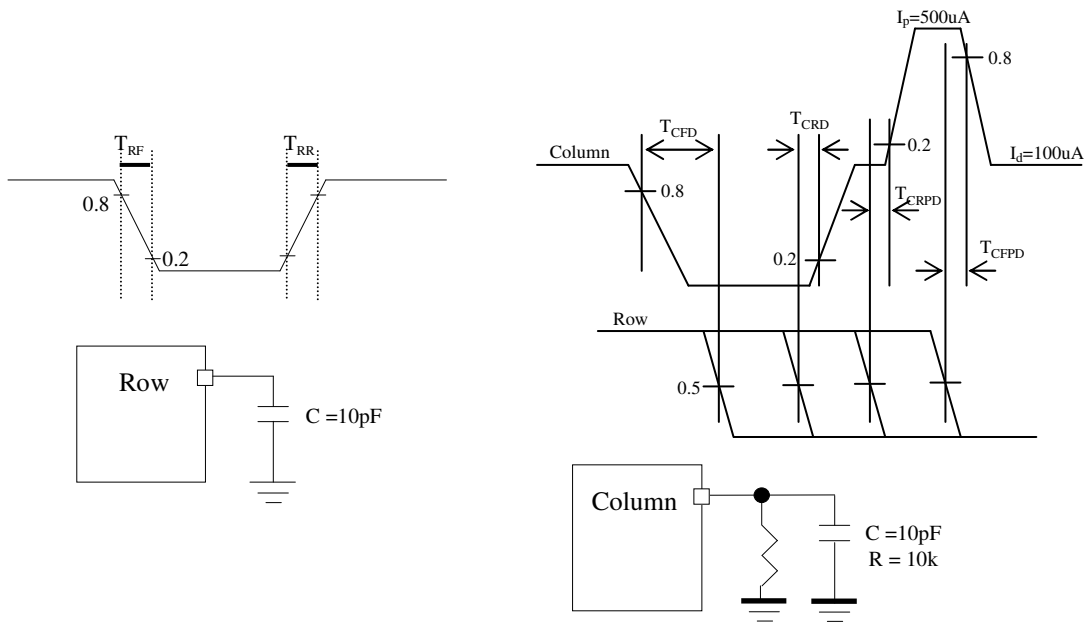 T_RF
T_RR
0.8
0.2
Row
C =10pF
I_p=500uA
0.8
T_CFD
T_CRD
0.2
Column
I_d=100uA
0.8
T_CRPD
0.2
T_CFPD
Row
0.5
Column
C =10pF
R = 10k